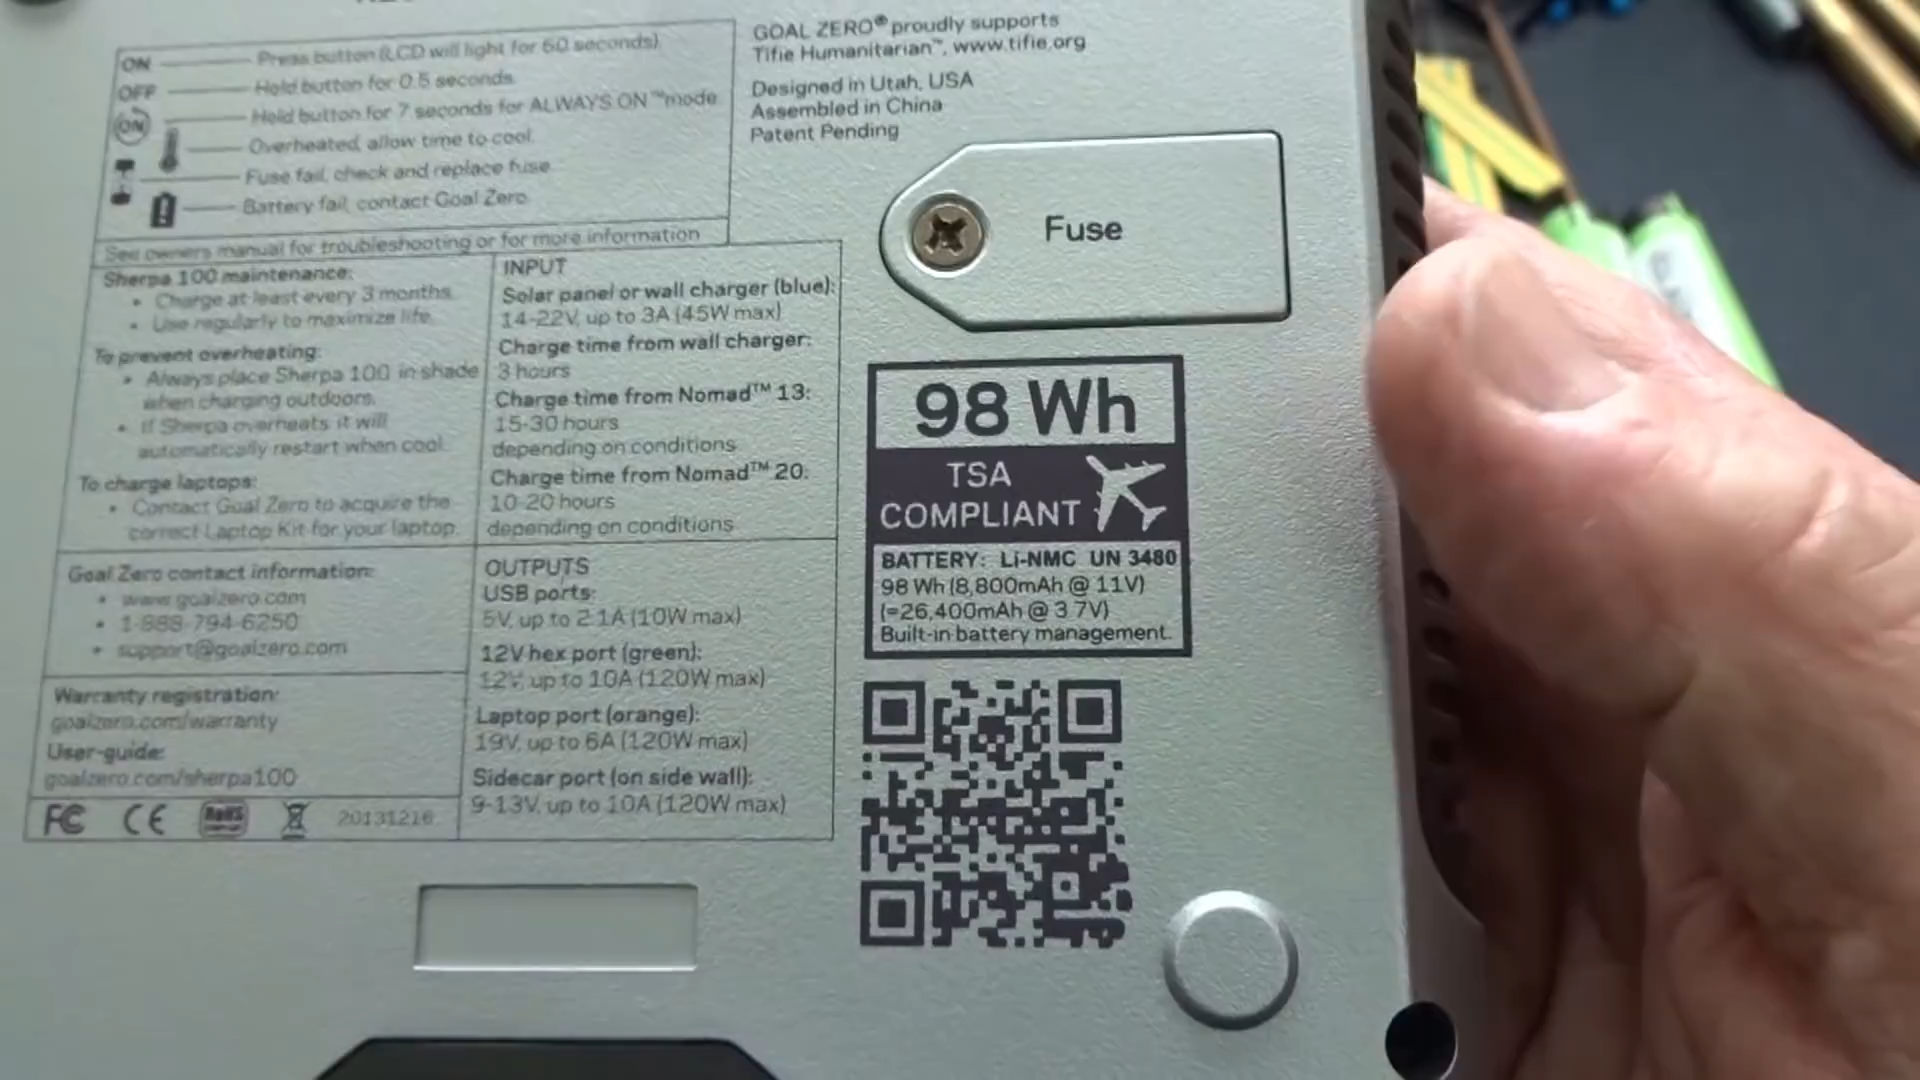 ON Press button (LCD will light for 60 seconds).
OFF Hold button for 0.5 seconds.
ON Hold button for 7 seconds for ALWAYS ON™ mode
Overheated, allow time to cool.
Fuse fail, check and replace fuse.
Battery fail, contact Goal Zero.
See owners manual for troubleshooting or for more information
Sherpa 100 maintenance:
• Charge at least every 3 months.
• Use regularly to maximize life.
To prevent overheating:
• Always place Sherpa 100 in shade
when charging outdoors.
• If Sherpa overheats it will
automatically restart when cool.
To charge laptops:
• Contact Goal Zero to acquire the
correct Laptop Kit for your laptop.
Goal Zero contact information:
• www.goalzero.com
• 1-888-794-6250
• support@goalzero.com
Warranty registration:
goalzero.com/warranty
User-guide:
goalzero.com/sherpa100
FC CE RoHS 20131216
INPUT
Solar panel or wall charger (blue):
14-22V, up to 3A (45W max)
Charge time from wall charger:
3 hours
Charge time from Nomad™ 13:
15-30 hours
depending on conditions
Charge time from Nomad™ 20:
10-20 hours
depending on conditions
OUTPUTS
USB ports:
5V, up to 2.1A (10W max)
12V hex port (green):
12V, up to 10A (120W max)
Laptop port (orange):
19V, up to 6A (120W max)
Sidecar port (on side wall):
9-13V, up to 10A (120W max)
GOAL ZERO® proudly supports
Tifie Humanitarian™, www.tifie.org
Designed in Utah, USA
Assembled in China
Patent Pending
Fuse
98 Wh
TSA
COMPLIANT
BATTERY: Li-NMC UN 3480
98 Wh (8,800mAh @ 11V)
(=26,400mAh @ 3.7V)
Built-in battery management.